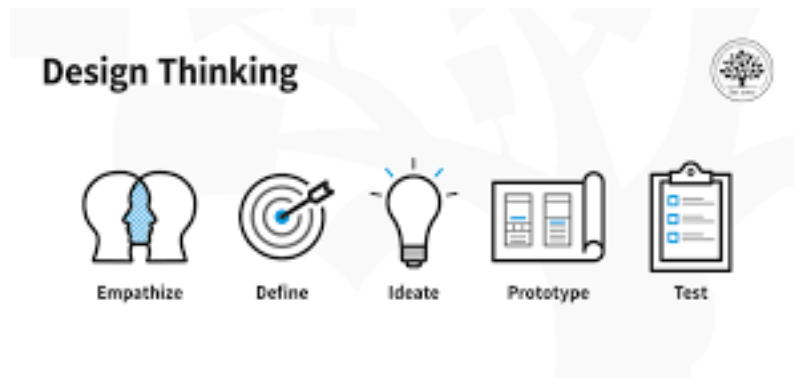 Design Thinking
Empathize
Define
Ideate
Prototype
Test